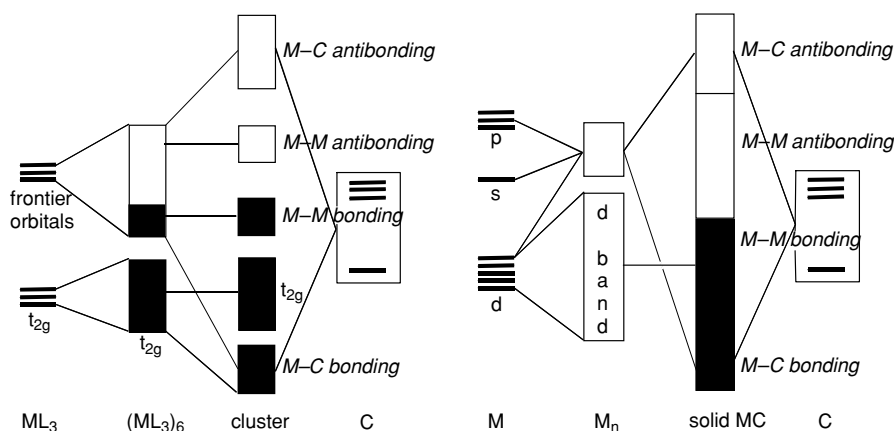 M–C antibonding
M–M antibonding
frontier
orbitals
M–M bonding
t2g
t2g
t2g
M–C bonding
ML3
(ML3)6
cluster
C
M–C antibonding
p
M–M antibonding
s
d
b
a
n
d
M–M bonding
d
M–C bonding
M
Mn
solid MC
C